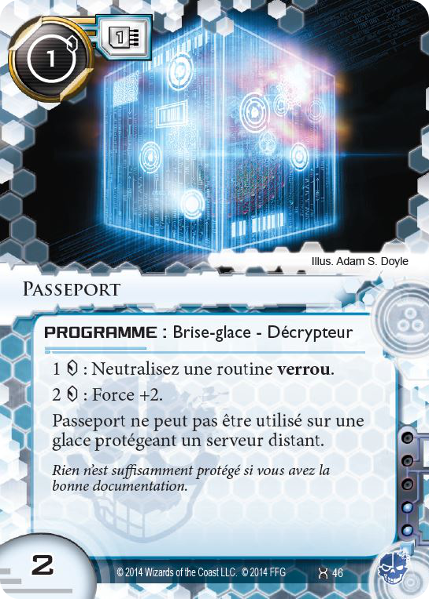 1
1
Illus. Adam S. Doyle
Passeport
PROGRAMME : Brise-glace - Décrypteur
1 : Neutralisez une routine verrou.
2 : Force +2.
Passeport ne peut pas être utilisé sur une
glace protégeant un serveur distant.
Rien n'est suffisamment protégé si vous avez la
bonne documentation.
2
© 2014 Wizards of the Coast LLC. © 2014 FFG
46